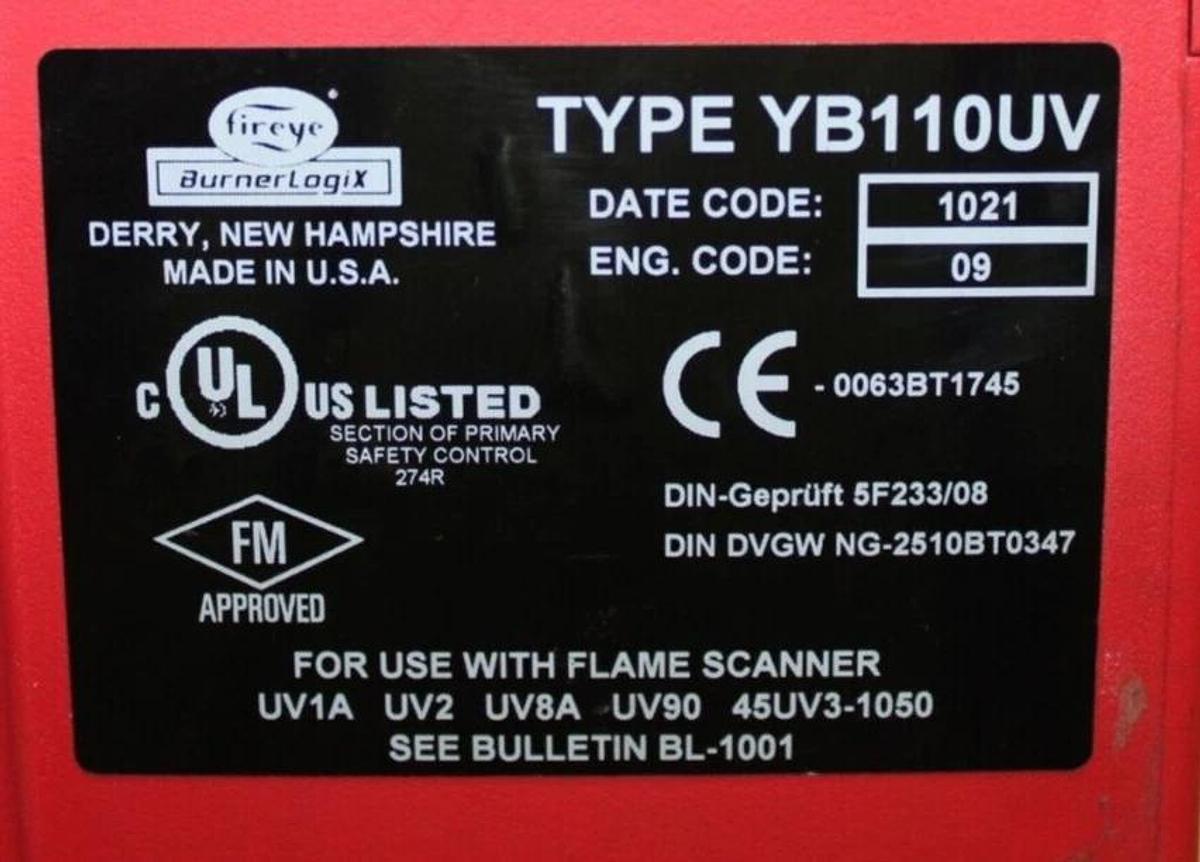 fireye
BurnerLogiX
DERRY, NEW HAMPSHIRE
MADE IN U.S.A.
TYPE YB110UV
DATE CODE: 1021
ENG. CODE: 09
C UL US LISTED
SECTION OF PRIMARY
SAFETY CONTROL
274R
FM
APPROVED
CE - 0063BT1745
DIN-Geprüft 5F233/08
DIN DVGW NG-2510BT0347
FOR USE WITH FLAME SCANNER
UV1A UV2 UV8A UV90 45UV3-1050
SEE BULLETIN BL-1001